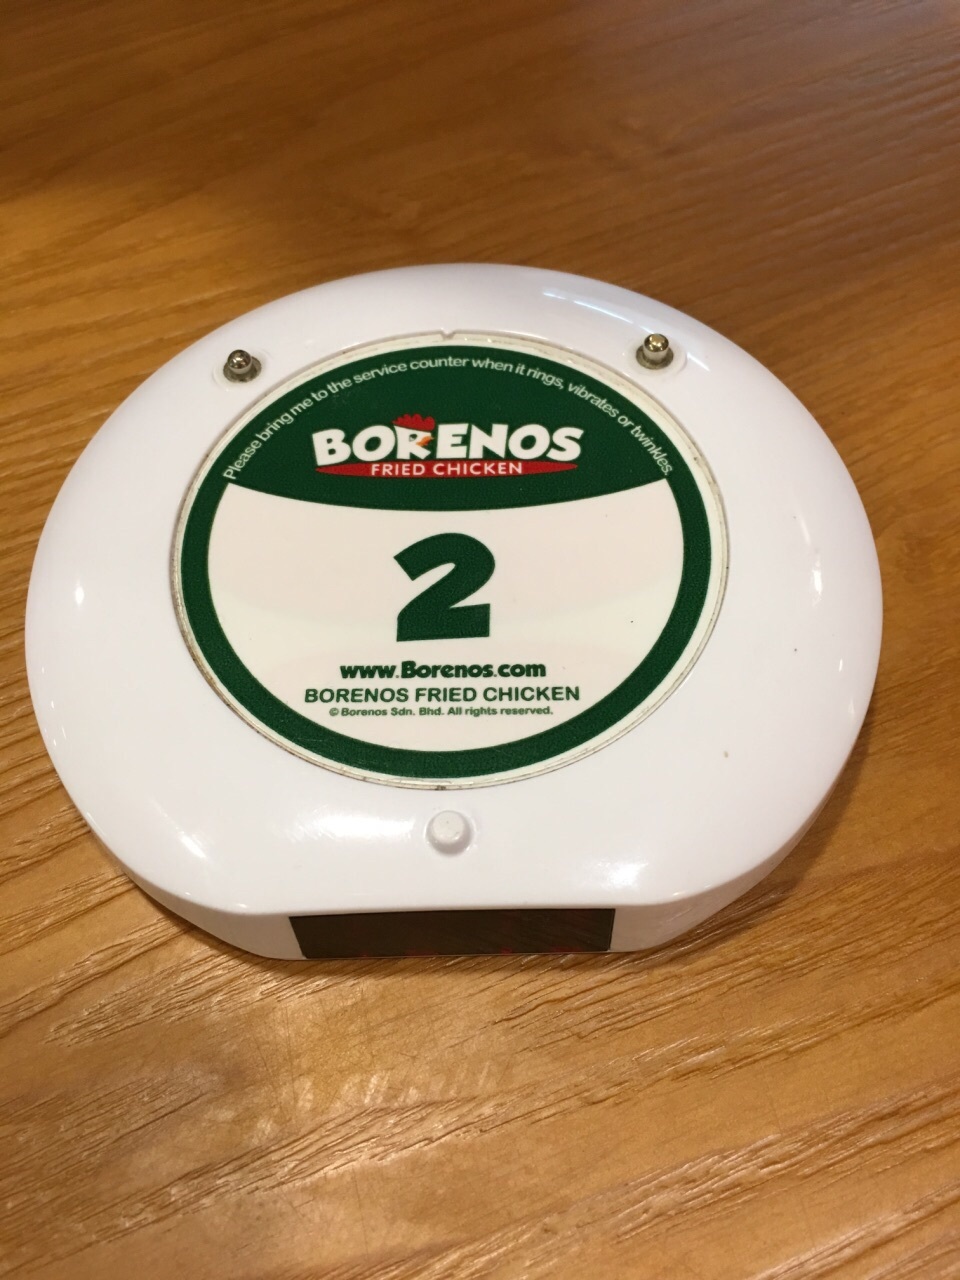 Please bring me to the service counter when it rings, vibrates or twinkles.
BORENOS
FRIED CHICKEN
2
www.Borenos.com
BORENOS FRIED CHICKEN
© Borenos Sdn. Bhd. All rights reserved.